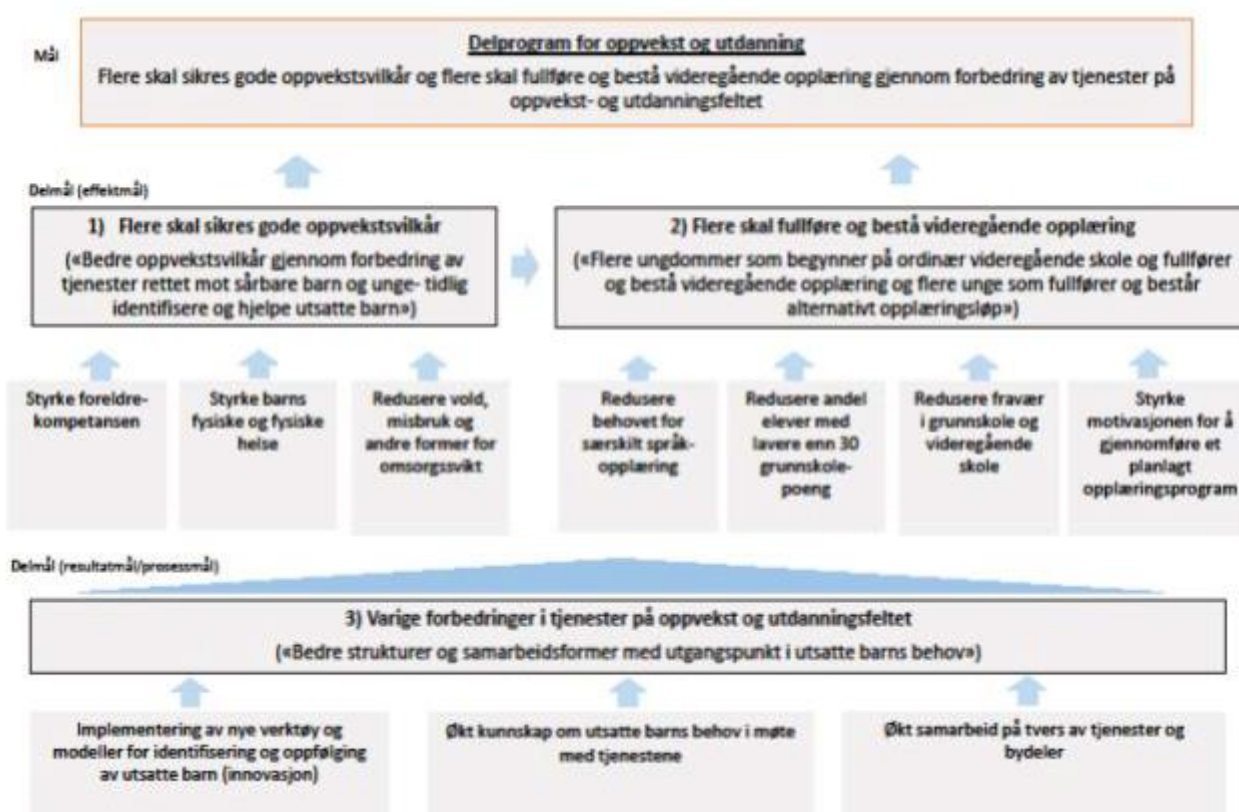 Mål
Delprogram for oppvekst og utdanning
Flere skal sikres gode oppvekstsvilkår og flere skal fullføre og bestå videregående opplæring gjennom forbedring av tjenester på
oppvekst- og utdanningsfeltet
Delmål (effektmål)
1) Flere skal sikres gode oppvekstsvilkår
(«Bedre oppvekstsvilkår gjennom forbedring av
tjenester rettet mot sårbare barn og unge- tidlig
identifisere og hjelpe utsatte barn»)
2) Flere skal fullføre og bestå videregående opplæring
(«Flere ungdommer som begynner på ordinær videregående skole og fullfører
og bestå videregående opplæring og flere unge som fullfører og består
alternativt opplæringsløp»)
Styrke foreldre-
kompetansen
Styrke barns
fysiske og fysiske
helse
Redusere vold,
misbruk og
andre former for
omsorgssvikt
Redusere
behovet for
særskilt språk-
opplæring
Redusere andel
elever med
lavere enn 30
grunnskole-
poeng
Redusere fravær
i grunnskole og
videregående
skole
Styrke
motivasjonen for å
gjennomføre et
planlagt
opplæringsprogram
Delmål (resultatmål/prosessmål)
3) Varige forbedringer i tjenester på oppvekst og utdanningsfeltet
(«Bedre strukturer og samarbeidsformer med utgangspunkt i utsatte barns behov»)
Implementering av nye verktøy og
modeller for identifisering og oppfølging
av utsatte barn (innovasjon)
Økt kunnskap om utsatte barns behov i møte
med tjenestene
Økt samarbeid på tvers av tjenester og
bydeler